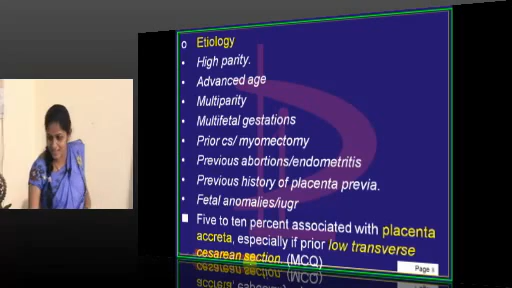 Etiology
High parity.
Advanced age
Multiparity
Multifetal gestations
Prior cs/ myomectomy
Previous abortions/endometritis
Previous history of placenta previa.
Fetal anomalies/iugr
Five to ten percent associated with placenta
accreta, especially if prior low transverse
cesarean section. (MCQ)
Page